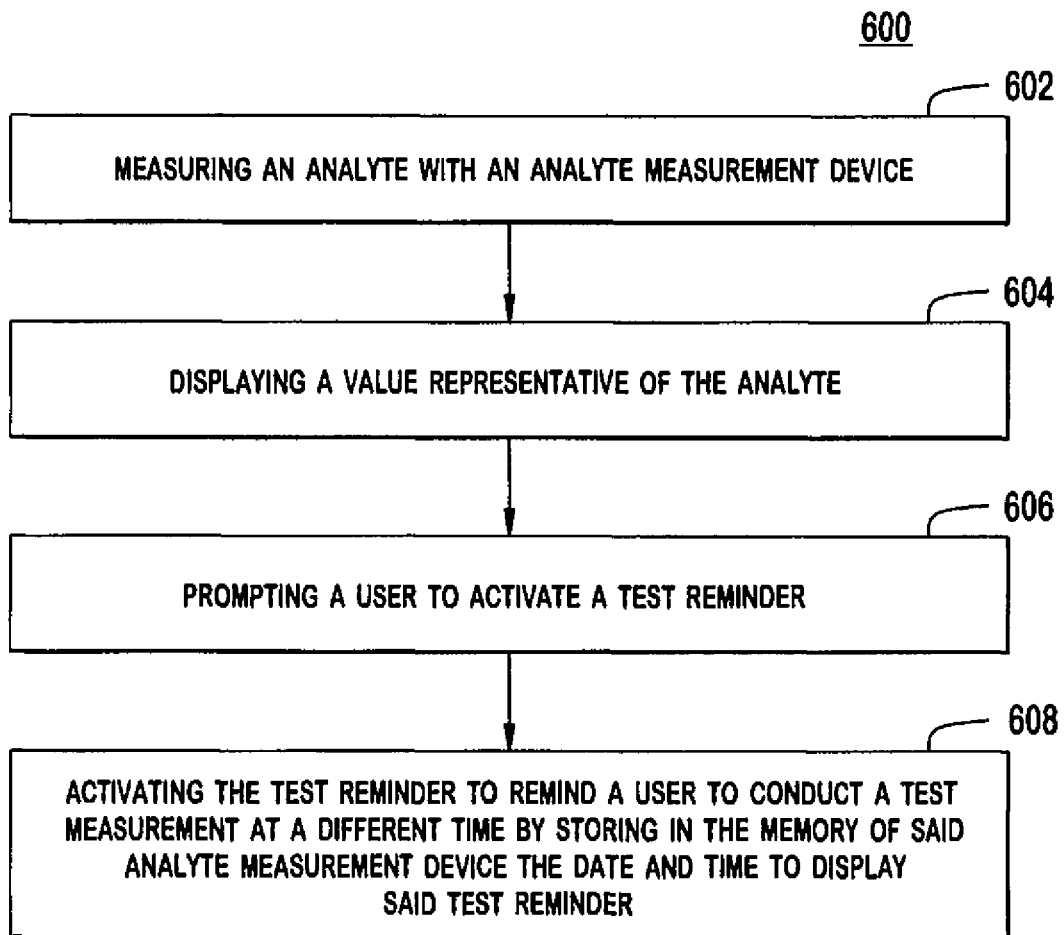 600
602
MEASURING AN ANALYTE WITH AN ANALYTE MEASUREMENT DEVICE
604
DISPLAYING A VALUE REPRESENTATIVE OF THE ANALYTE
606
PROMPTING A USER TO ACTIVATE A TEST REMINDER
608
ACTIVATING THE TEST REMINDER TO REMIND A USER TO CONDUCT A TEST
MEASUREMENT AT A DIFFERENT TIME BY STORING IN THE MEMORY OF SAID
ANALYTE MEASUREMENT DEVICE THE DATE AND TIME TO DISPLAY
SAID TEST REMINDER